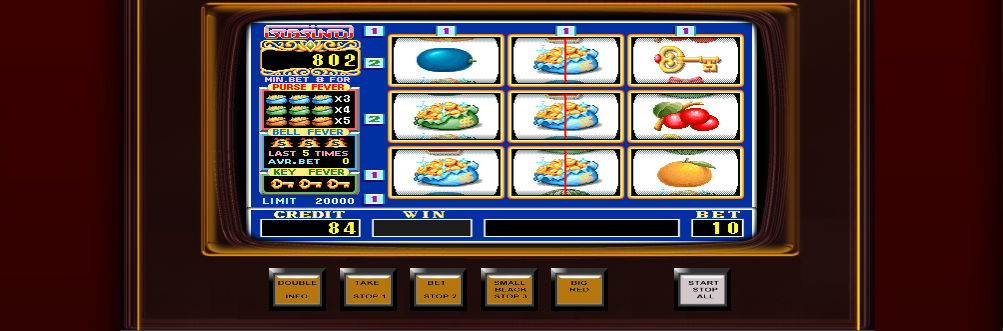 1 1 1 1
802
2
MIN.BET 8 FOR
PURSE FEVER
x3
x4
x5
2
BELL FEVER
LAST 5 TIMES
AVR.BET 0
KEY FEVER
1
LIMIT 20000
1
CREDIT WIN BET
84 10
DOUBLE
INFO
TAKE
STOP 1
BET
STOP 2
SMALL
BLACK
STOP 3
BIG
RED
START
STOP
ALL